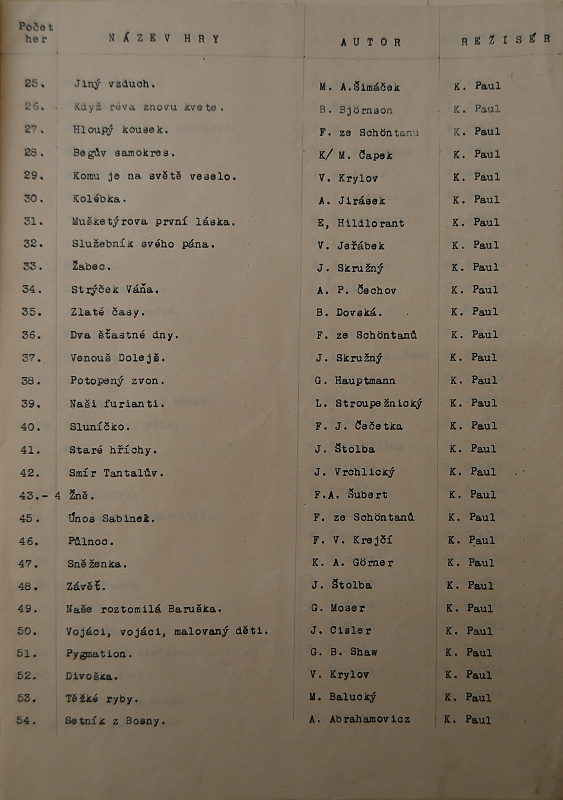 Počet her NÁZEV HRY AUTOR REŽISÉR
25. Jiný vzduch. M. A.Šimáček K. Paul
26. Když réva znovu kvete. B. Björnson K. Paul
27. Hloupý kousek. F. ze Schöntanu K. Paul
28. Begův samokres. K/ M. Čapek K. Paul
29. Komu je na světě veselo. V. Krylov K. Paul
30. Kolébka. A. Jirásek K. Paul
31. Mušketýrova první láska. E, Hildlorant K. Paul
32. Služebník svého pána. V. Jeřábek K. Paul
33. Žabec. J. Skružný K. Paul
34. Strýček Váňa. A. P. Čechov K. Paul
35. Zlaté časy. B. Dovská. K. Paul
36. Dva šťastné dny. F. ze Schöntanů K. Paul
37. Venouš Dolejš. J. Skružný K. Paul
38. Potopený zvon. G. Hauptmann K. Paul
39. Naši furianti. L. Stroupežnický K. Paul
40. Sluníčko. F. J. Čečetka K. Paul
41. Staré hříchy. J. Štolba K. Paul
42. Smír Tantalův. J. Vrchlický K. Paul
43.- 4 Žně. F.A. Šubert K. Paul
45. Únos Sabinek. F. ze Schöntanů K. Paul
46. Půlnoc. F. V. Krejčí K. Paul
47. Sněženka. K. A. Görner K. Paul
48. Závěť. J. Štolba K. Paul
49. Naše roztomilá Baruška. G. Moser K. Paul
50. Vojáci, vojáci, malovaný děti. J. Cisler K. Paul
51. Pygmation. G. B. Shaw K. Paul
52. Divoška. V. Krylov K. Paul
53. Těžké ryby. M. Balucký K. Paul
54. Setník z Bosny. A. Abrahamovicz K. Paul